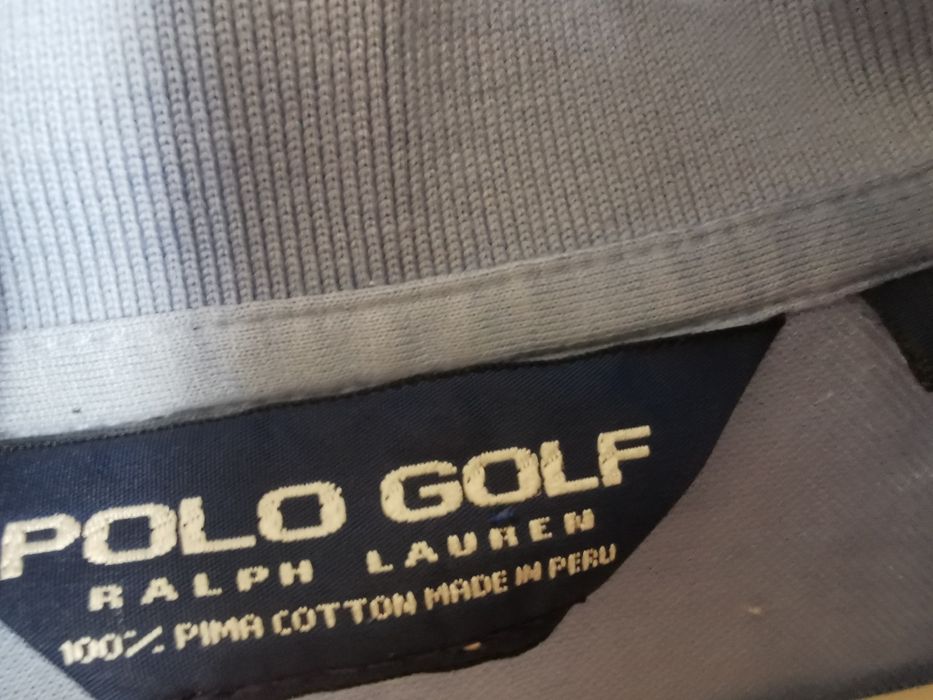 POLO GOLF
RALPH LAUREN
100% PIMA COTTON MADE IN PERU